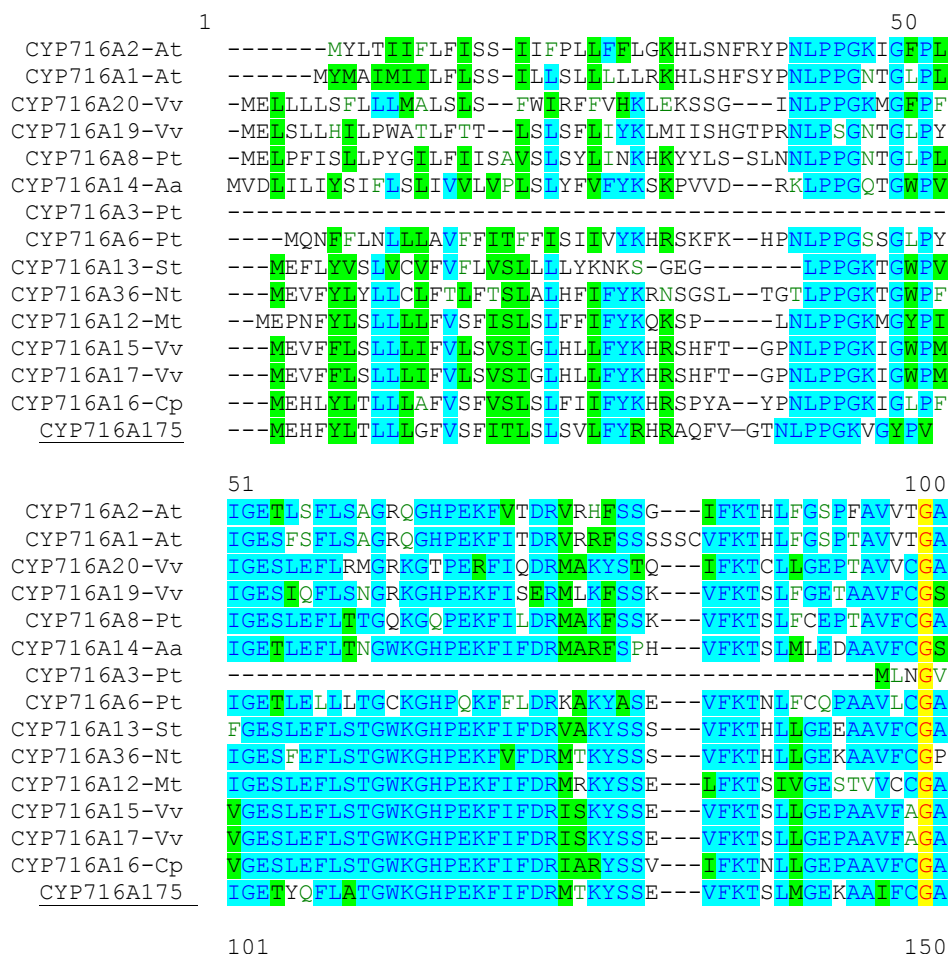 1 50
CYP716A2-At -------MYLTIIFLFISS-IIFPLLFFLGKHLSNFRYPNLPPGKIGFPL
CYP716A1-At ------MYMAIMIILFLSS-ILLSLLLLLRKHLSHFSYPNLPPGNTGLPL
CYP716A20-Vv -MELLLLSFLLLMALSLS--FWIRFFVHKLEKSSG---INLPPGKMGFPF
CYP716A19-Vv -MELSLLHILPWATLFTT--LSLSFLIYKLMIISHGTPRNLPSGNTGLPY
CYP716A8-Pt -MELPFISLLPYGILFIISAVSLSYLINKHKYYLS-SLNNLPPGNTGLPL
CYP716A14-Aa MVDLILIYSIFLSLIVVLVPLSLYFVFYKSKPVVD---RKLPPGQTGWPV
CYP716A3-Pt --------------------------------------------------
CYP716A6-Pt ----MQNFFLNLLLAVFFITFFISIIVYKHRSKFK--HPNLPPGSSGLPY
CYP716A13-St ---MEFLYVSLVCVFVFLVSLLLLYKNKS-GEG-------LPPGKTGWPV
CYP716A36-Nt ---MEVFYLYLLCLFTLFTSLALHFIFYKRNSGSL--TGTLPPGKTGWPF
CYP716A12-Mt --MEPNFYLSLLLLFVSFISLSLFFIFYKQKSP-----LNLPPGKMGYPI
CYP716A15-Vv ---MEVFFLSLLLIFVLSVSIGLHLLFYKHRSHFT--GPNLPPGKIGWPM
CYP716A17-Vv ---MEVFFLSLLLIFVLSVSIGLHLLFYKHRSHFT--GPNLPPGKIGWPM
CYP716A16-Cp ---MEHLYLTLLLAFVSFVSLSLFIIFYKHRSPYA--YPNLPPGKIGLPF
CYP716A175 ---MEHFYLTLLLGFVSFITLSLSVLFYRHRAQFV—GTNLPPGKVGYPV
51 100
CYP716A2-At IGETLSFLSAGRQGHPEKFVTDRVRHFSSG---IFKTHLFGSPFAVVTGA
CYP716A1-At IGESFSFLSAGRQGHPEKFITDRVRRFSSSSSCVFKTHLFGSPTAVVTGA
CYP716A20-Vv IGESLEFLRMGRKGTPERFIQDRMAKYSTQ---IFKTCLLGEPTAVVCGA
CYP716A19-Vv IGESIQFLSNGRKGHPEKFISERMLKFSSK---VFKTSLFGETAAVFCGS
CYP716A8-Pt IGESLEFLTTGQKGQPEKFILDRMAKFSSK---VFKTSLFCEPTAVFCGA
CYP716A14-Aa IGETLEFLTNGWKGHPEKFIFDRMARFSPH---VFKTSLMLEDAAVFCGS
CYP716A3-Pt ---------------------------------------------MLNGV
CYP716A6-Pt IGETLELLLTGCKGHPQKFFLDRKAKYASE---VFKTNLFCQPAAVLCGA
CYP716A13-St FGESLEFLSTGWKGHPEKFIFDRVAKYSSS---VFKTHLLGEEAAVFCGA
CYP716A36-Nt IGESFEFLSTGWKGHPEKFVFDRMTKYSSS---VFKTHLLGEKAAVFCGP
CYP716A12-Mt IGESLEFLSTGWKGHPEKFIFDRMRKYSSE---LFKTSIVGESTVVCCGA
CYP716A15-Vv VGESLEFLSTGWKGHPEKFIFDRISKYSSE---VFKTSLLGEPAAVFAGA
CYP716A17-Vv VGESLEFLSTGWKGHPEKFIFDRISKYSSE---VFKTSLLGEPAAVFAGA
CYP716A16-Cp VGESLEFLSTGWKGHPEKFIFDRIARYSSV---IFKTNLLGEPAAVFCGA
CYP716A175 IGETYQFLATGWKGHPEKFIFDRMTKYSSE---VFKTSLMGEKAAIFCGA
101 150